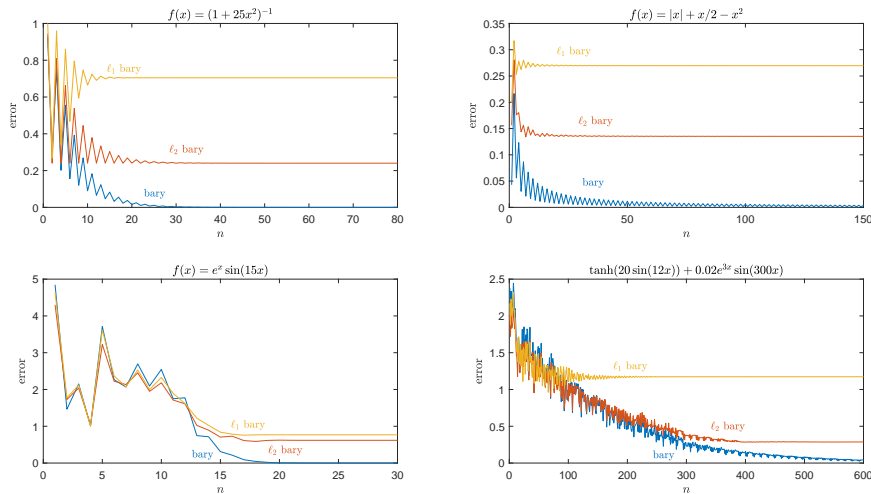 f(x) = (1 + 25x²)⁻¹
error
1
0.8
0.6
0.4
0.2
0
ℓ₁ bary
ℓ₂ bary
bary
0 10 20 30 40 50 60 70 80
n
f(x) = |x| + x/2 − x²
error
0.35
0.3
0.25
0.2
0.15
0.1
0.05
0
ℓ₁ bary
ℓ₂ bary
bary
0 50 100 150
n
f(x) = eˣ sin(15x)
error
5
4
3
2
1
0
ℓ₁ bary
ℓ₂ bary
bary
0 5 10 15 20 25 30
n
tanh(20 sin(12x)) + 0.02e³ˣ sin(300x)
error
2.5
2
1.5
1
0.5
0
ℓ₁ bary
ℓ₂ bary
bary
0 100 200 300 400 500 600
n